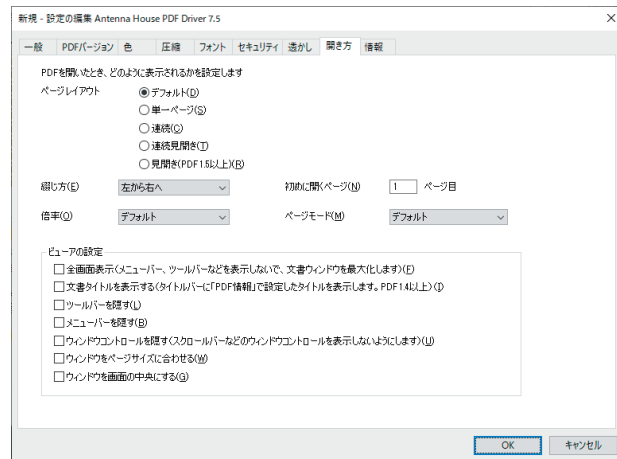 新規 - 設定の編集 Antenna House PDF Driver 7.5
一般 PDFバージョン 色 圧縮 フォント セキュリティ 透かし 開き方 情報
PDFを開いたとき、どのように表示されるかを設定します
ページレイアウト デフォルト(D)
単一ページ(S)
連続(C)
連続見開き(T)
見開き(PDF1.5以上)(R)
綴じ方(E) 左から右へ 初めに開くページ(N) 1 ページ目
倍率(O) デフォルト ページモード(M) デフォルト
ビューアの設定
全画面表示(メニューバー、ツールバーなどを表示しないで、文書ウィンドウを最大化します)(F)
文書タイトルを表示する(タイトルバーに「PDF情報」で設定したタイトルを表示します。PDF1.4以上)(I)
ツールバーを隠す(L)
メニューバーを隠す(B)
ウィンドウコントロールを隠す(スクロールバーなどのウィンドウコントロールを表示しないようにします)(U)
ウィンドウをページサイズに合わせる(W)
ウィンドウを画面の中央にする(G)
OK キャンセル